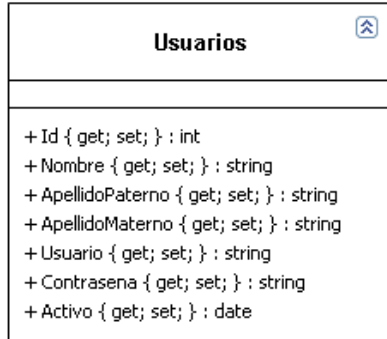 Usuarios
+ Id { get; set; } : int
+ Nombre { get; set; } : string
+ ApellidoPaterno { get; set; } : string
+ ApellidoMaterno { get; set; } : string
+ Usuario { get; set; } : string
+ Contrasena { get; set; } : string
+ Activo { get; set; } : date